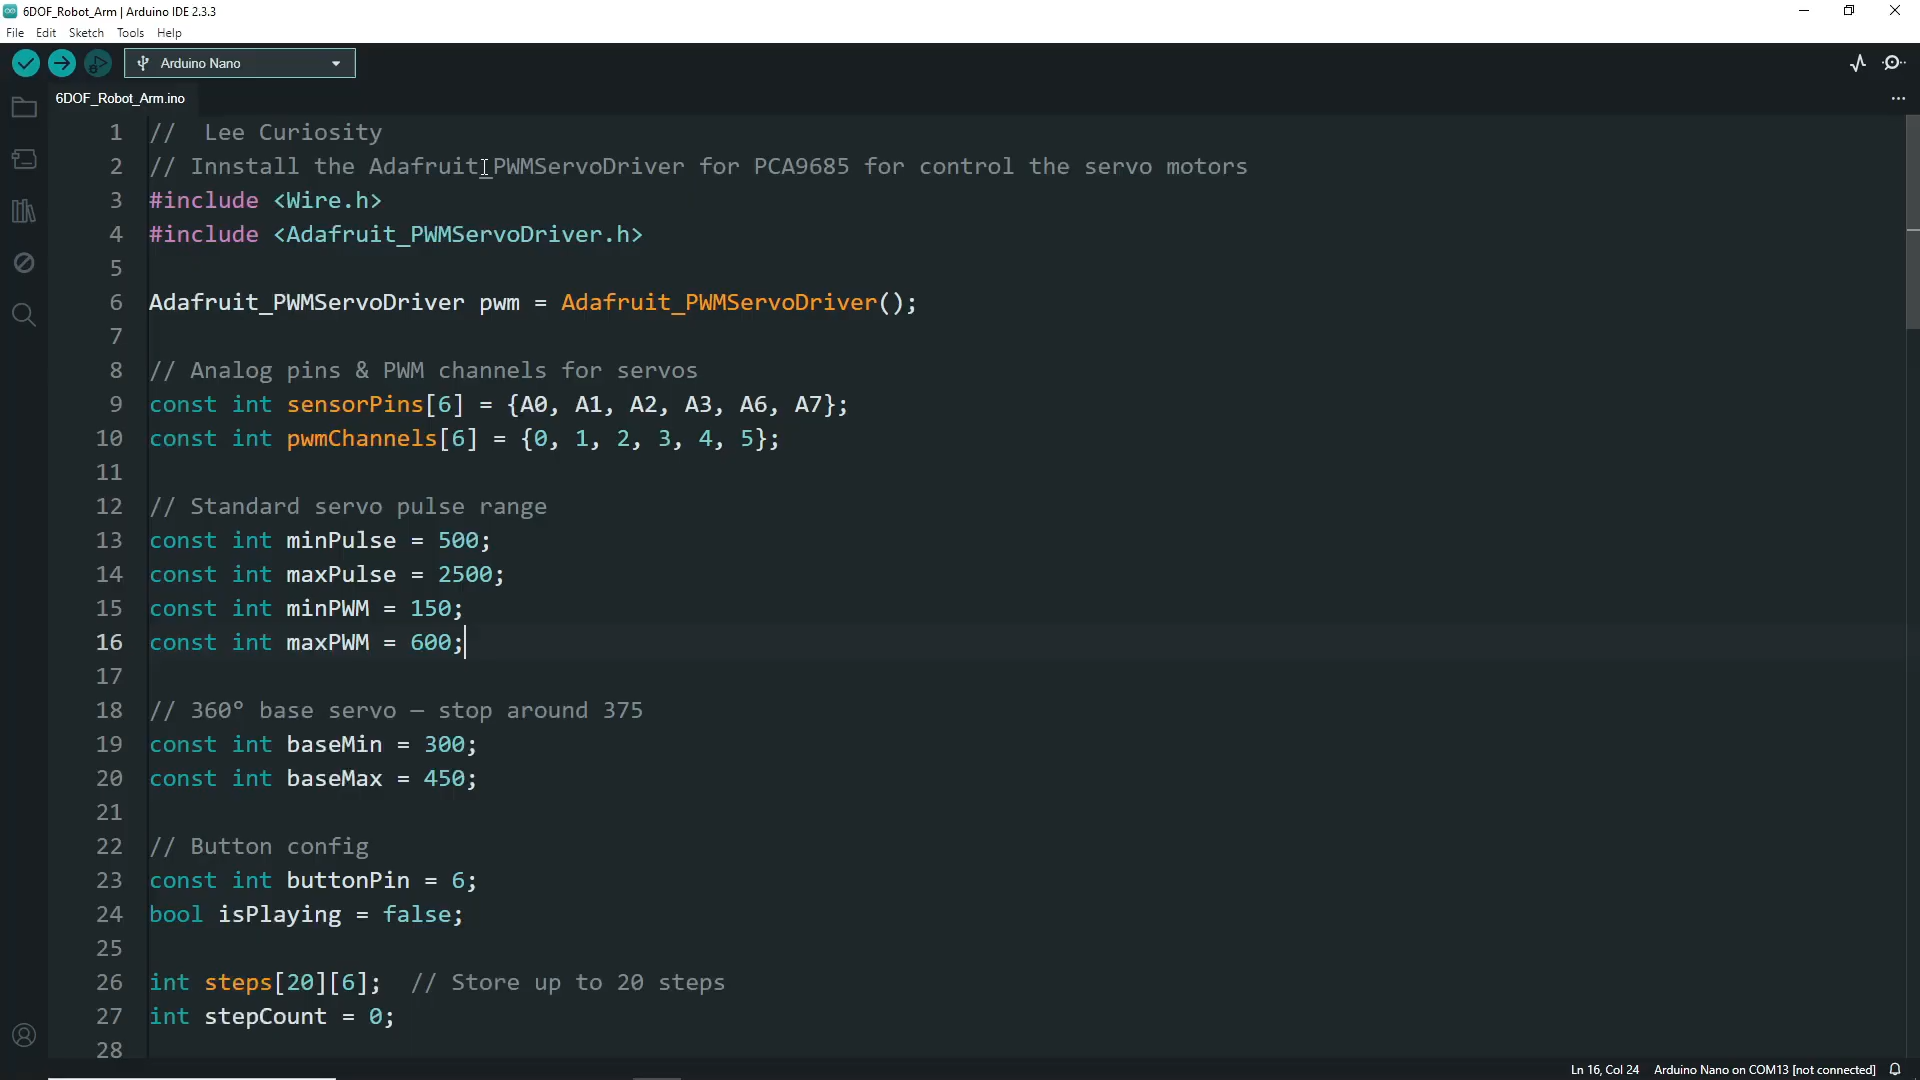 6DOF_Robot_Arm | Arduino IDE 2.3.3
File Edit Sketch Tools Help
Arduino Nano
6DOF_Robot_Arm.ino
1 //  Lee Curiosity
2 // Innstall the Adafruit_PWMServoDriver for PCA9685 for control the servo motors
3 #include <Wire.h>
4 #include <Adafruit_PWMServoDriver.h>
5
6 Adafruit_PWMServoDriver pwm = Adafruit_PWMServoDriver();
7
8 // Analog pins & PWM channels for servos
9 const int sensorPins[6] = {A0, A1, A2, A3, A6, A7};
10 const int pwmChannels[6] = {0, 1, 2, 3, 4, 5};
11
12 // Standard servo pulse range
13 const int minPulse = 500;
14 const int maxPulse = 2500;
15 const int minPWM = 150;
16 const int maxPWM = 600;
17
18 // 360° base servo — stop around 375
19 const int baseMin = 300;
20 const int baseMax = 450;
21
22 // Button config
23 const int buttonPin = 6;
24 bool isPlaying = false;
25
26 int steps[20][6];  // Store up to 20 steps
27 int stepCount = 0;
28
Ln 16, Col 24 Arduino Nano on COM13 [not connected]